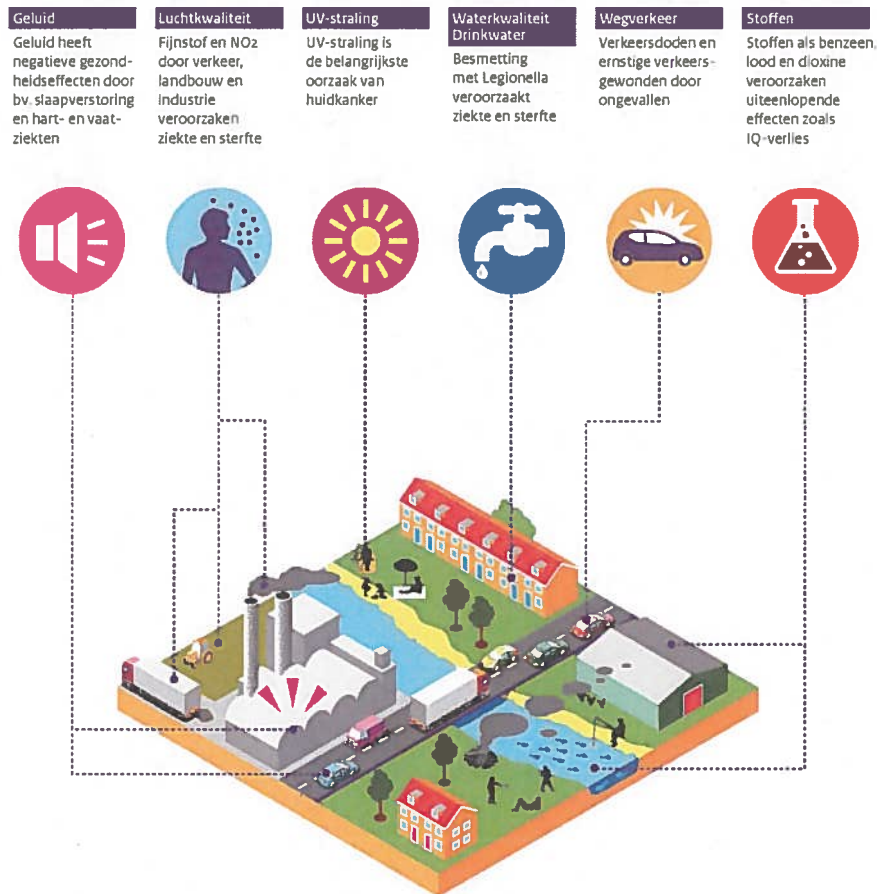 Geluid
Geluid heeft
negatieve gezond-
heidseffecten door
bv. slaapverstoring
en hart- en vaat-
ziekten
Luchtkwaliteit
Fijnstof en NO2
door verkeer,
landbouw en
industrie
veroorzaken
ziekte en sterfte
UV-straling
UV-straling is
de belangrijkste
oorzaak van
huidkanker
Waterkwaliteit
Drinkwater
Besmetting
met Legionella
veroorzaakt
ziekte en sterfte
Wegverkeer
Verkeersdoden en
ernstige verkeers-
gewonden door
ongevallen
Stoffen
Stoffen als benzeen,
lood en dioxine
veroorzaken
uiteenlopende
effecten zoals
IQ-verlies